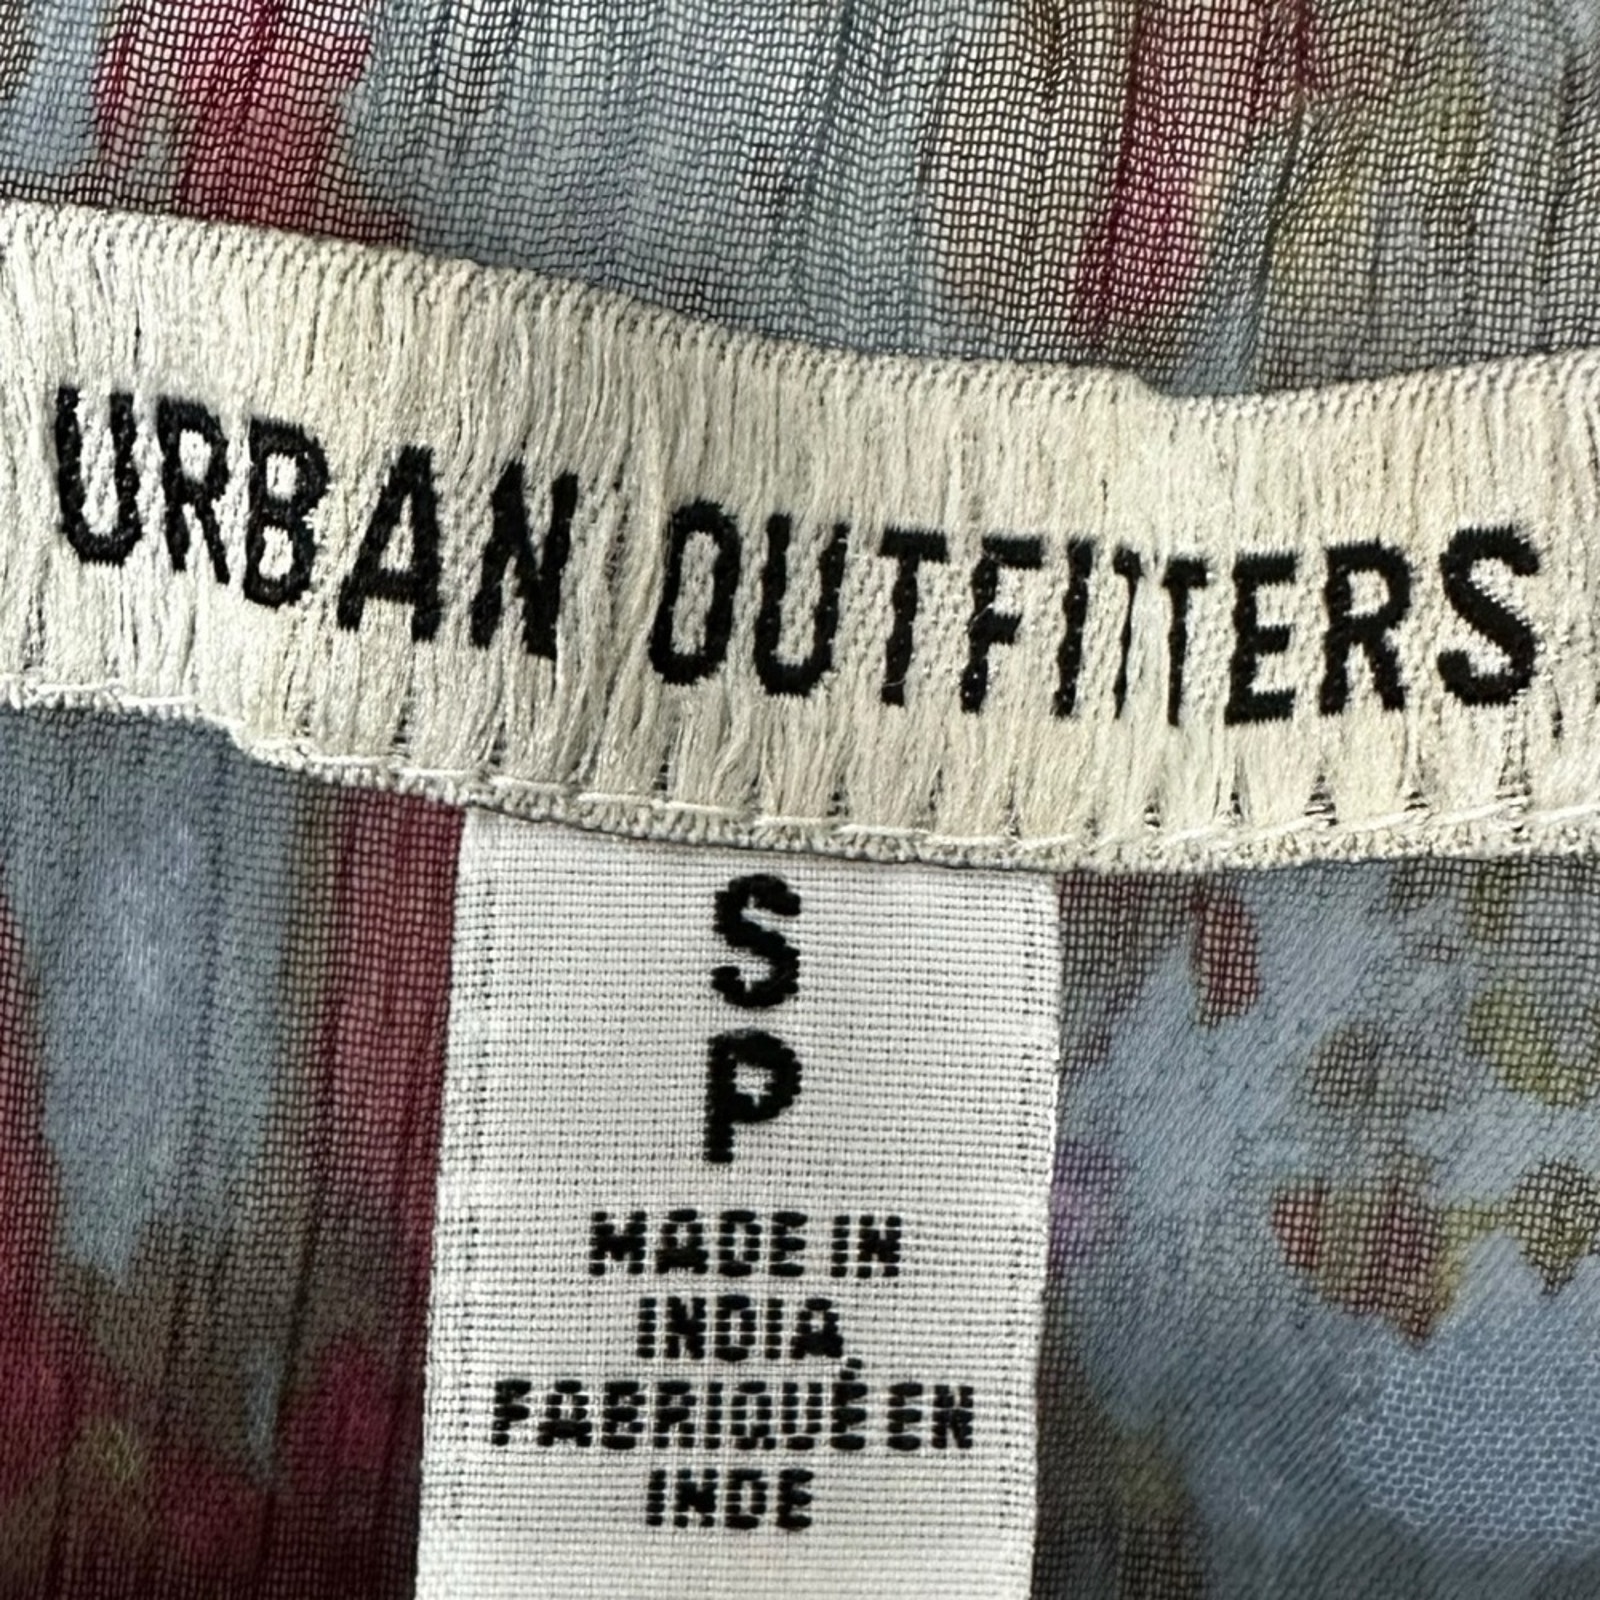 URBAN OUTFITTERS
S
P
MADE IN
INDIA
FABRIQUÉ EN
INDE